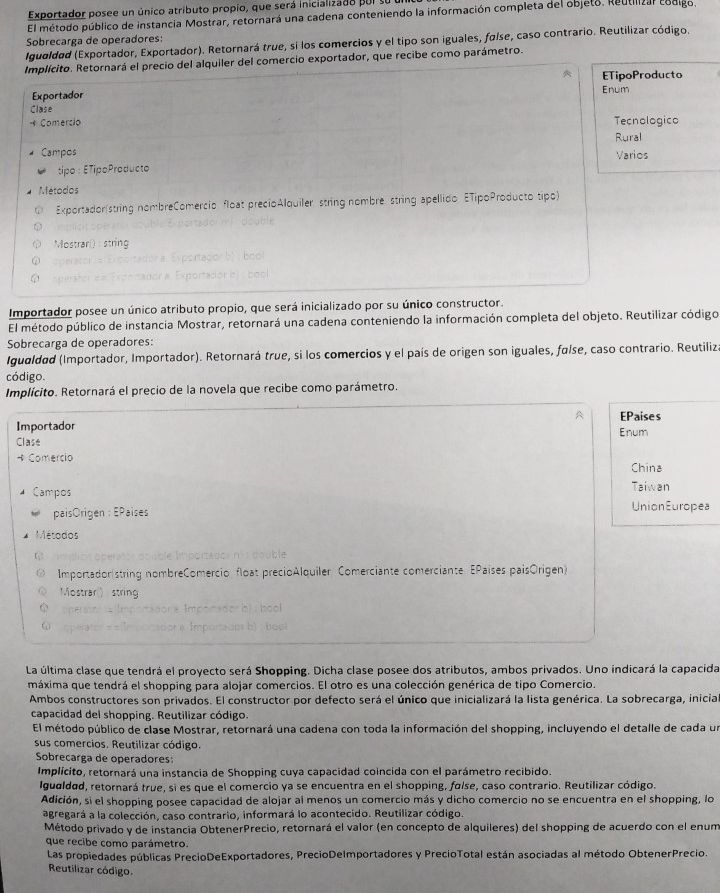 Exportador posee un único atributo propio, que será inicializado por su
El método público de instancia Mostrar, retornará una cadena conteniendo la información completa del objeto. Reutilizar código.
Sobrecarga de operadores:
Igualdad (Exportador, Exportador). Retornará true, si los comercios y el tipo son iguales, false, caso contrario. Reutilizar código.
Implícito. Retornará el precio del alquiler del comercio exportador, que recibe como parámetro.
Exportador
Clase
Comercio
Campos
tipo : ETipoProducto
Métodos
Exportador(string nombreComercio, float precioAlquiler, string nombre, string apellido, ETipoProducto tipo)
implicit operator double(Exportador m) : double
Mostrar() : string
operator !=(Exportador a, Exportador b) : bool
operator ==(Exportador a, Exportador b) : bool
ETipoProducto
Enum
Tecnologico
Rural
Varios
Importador posee un único atributo propio, que será inicializado por su único constructor.
El método público de instancia Mostrar, retornará una cadena conteniendo la información completa del objeto. Reutilizar código
Sobrecarga de operadores:
Igualdad (Importador, Importador). Retornará true, si los comercios y el país de origen son iguales, false, caso contrario. Reutiliza
código.
Implícito. Retornará el precio de la novela que recibe como parámetro.
Importador
Clase
Comercio
Campos
paisOrigen : EPaises
Métodos
implicit operator double(Importador n) : double
Importador(string nombreComercio, float precioAlquiler, Comerciante comerciante, EPaises paisOrigen)
Mostrar() : string
operator !=(Importador a, Importador b) : bool
operator ==(Importador a, Importador b) : bool
EPaises
Enum
China
Taiwan
UnionEuropea
La última clase que tendrá el proyecto será Shopping. Dicha clase posee dos atributos, ambos privados. Uno indicará la capacida
máxima que tendrá el shopping para alojar comercios. El otro es una colección genérica de tipo Comercio.
Ambos constructores son privados. El constructor por defecto será el único que inicializará la lista genérica. La sobrecarga, inicial
capacidad del shopping. Reutilizar código.
El método público de clase Mostrar, retornará una cadena con toda la información del shopping, incluyendo el detalle de cada un
sus comercios. Reutilizar código.
Sobrecarga de operadores:
Implícito, retornará una instancia de Shopping cuya capacidad coincida con el parámetro recibido.
Igualdad, retornará true, si es que el comercio ya se encuentra en el shopping, false, caso contrario. Reutilizar código.
Adición, si el shopping posee capacidad de alojar al menos un comercio más y dicho comercio no se encuentra en el shopping, lo
agregará a la colección, caso contrario, informará lo acontecido. Reutilizar código.
Método privado y de instancia ObtenerPrecio, retornará el valor (en concepto de alquileres) del shopping de acuerdo con el enum
que recibe como parámetro.
Las propiedades públicas PrecioDeExportadores, PrecioDeImportadores y PrecioTotal están asociadas al método ObtenerPrecio.
Reutilizar código.